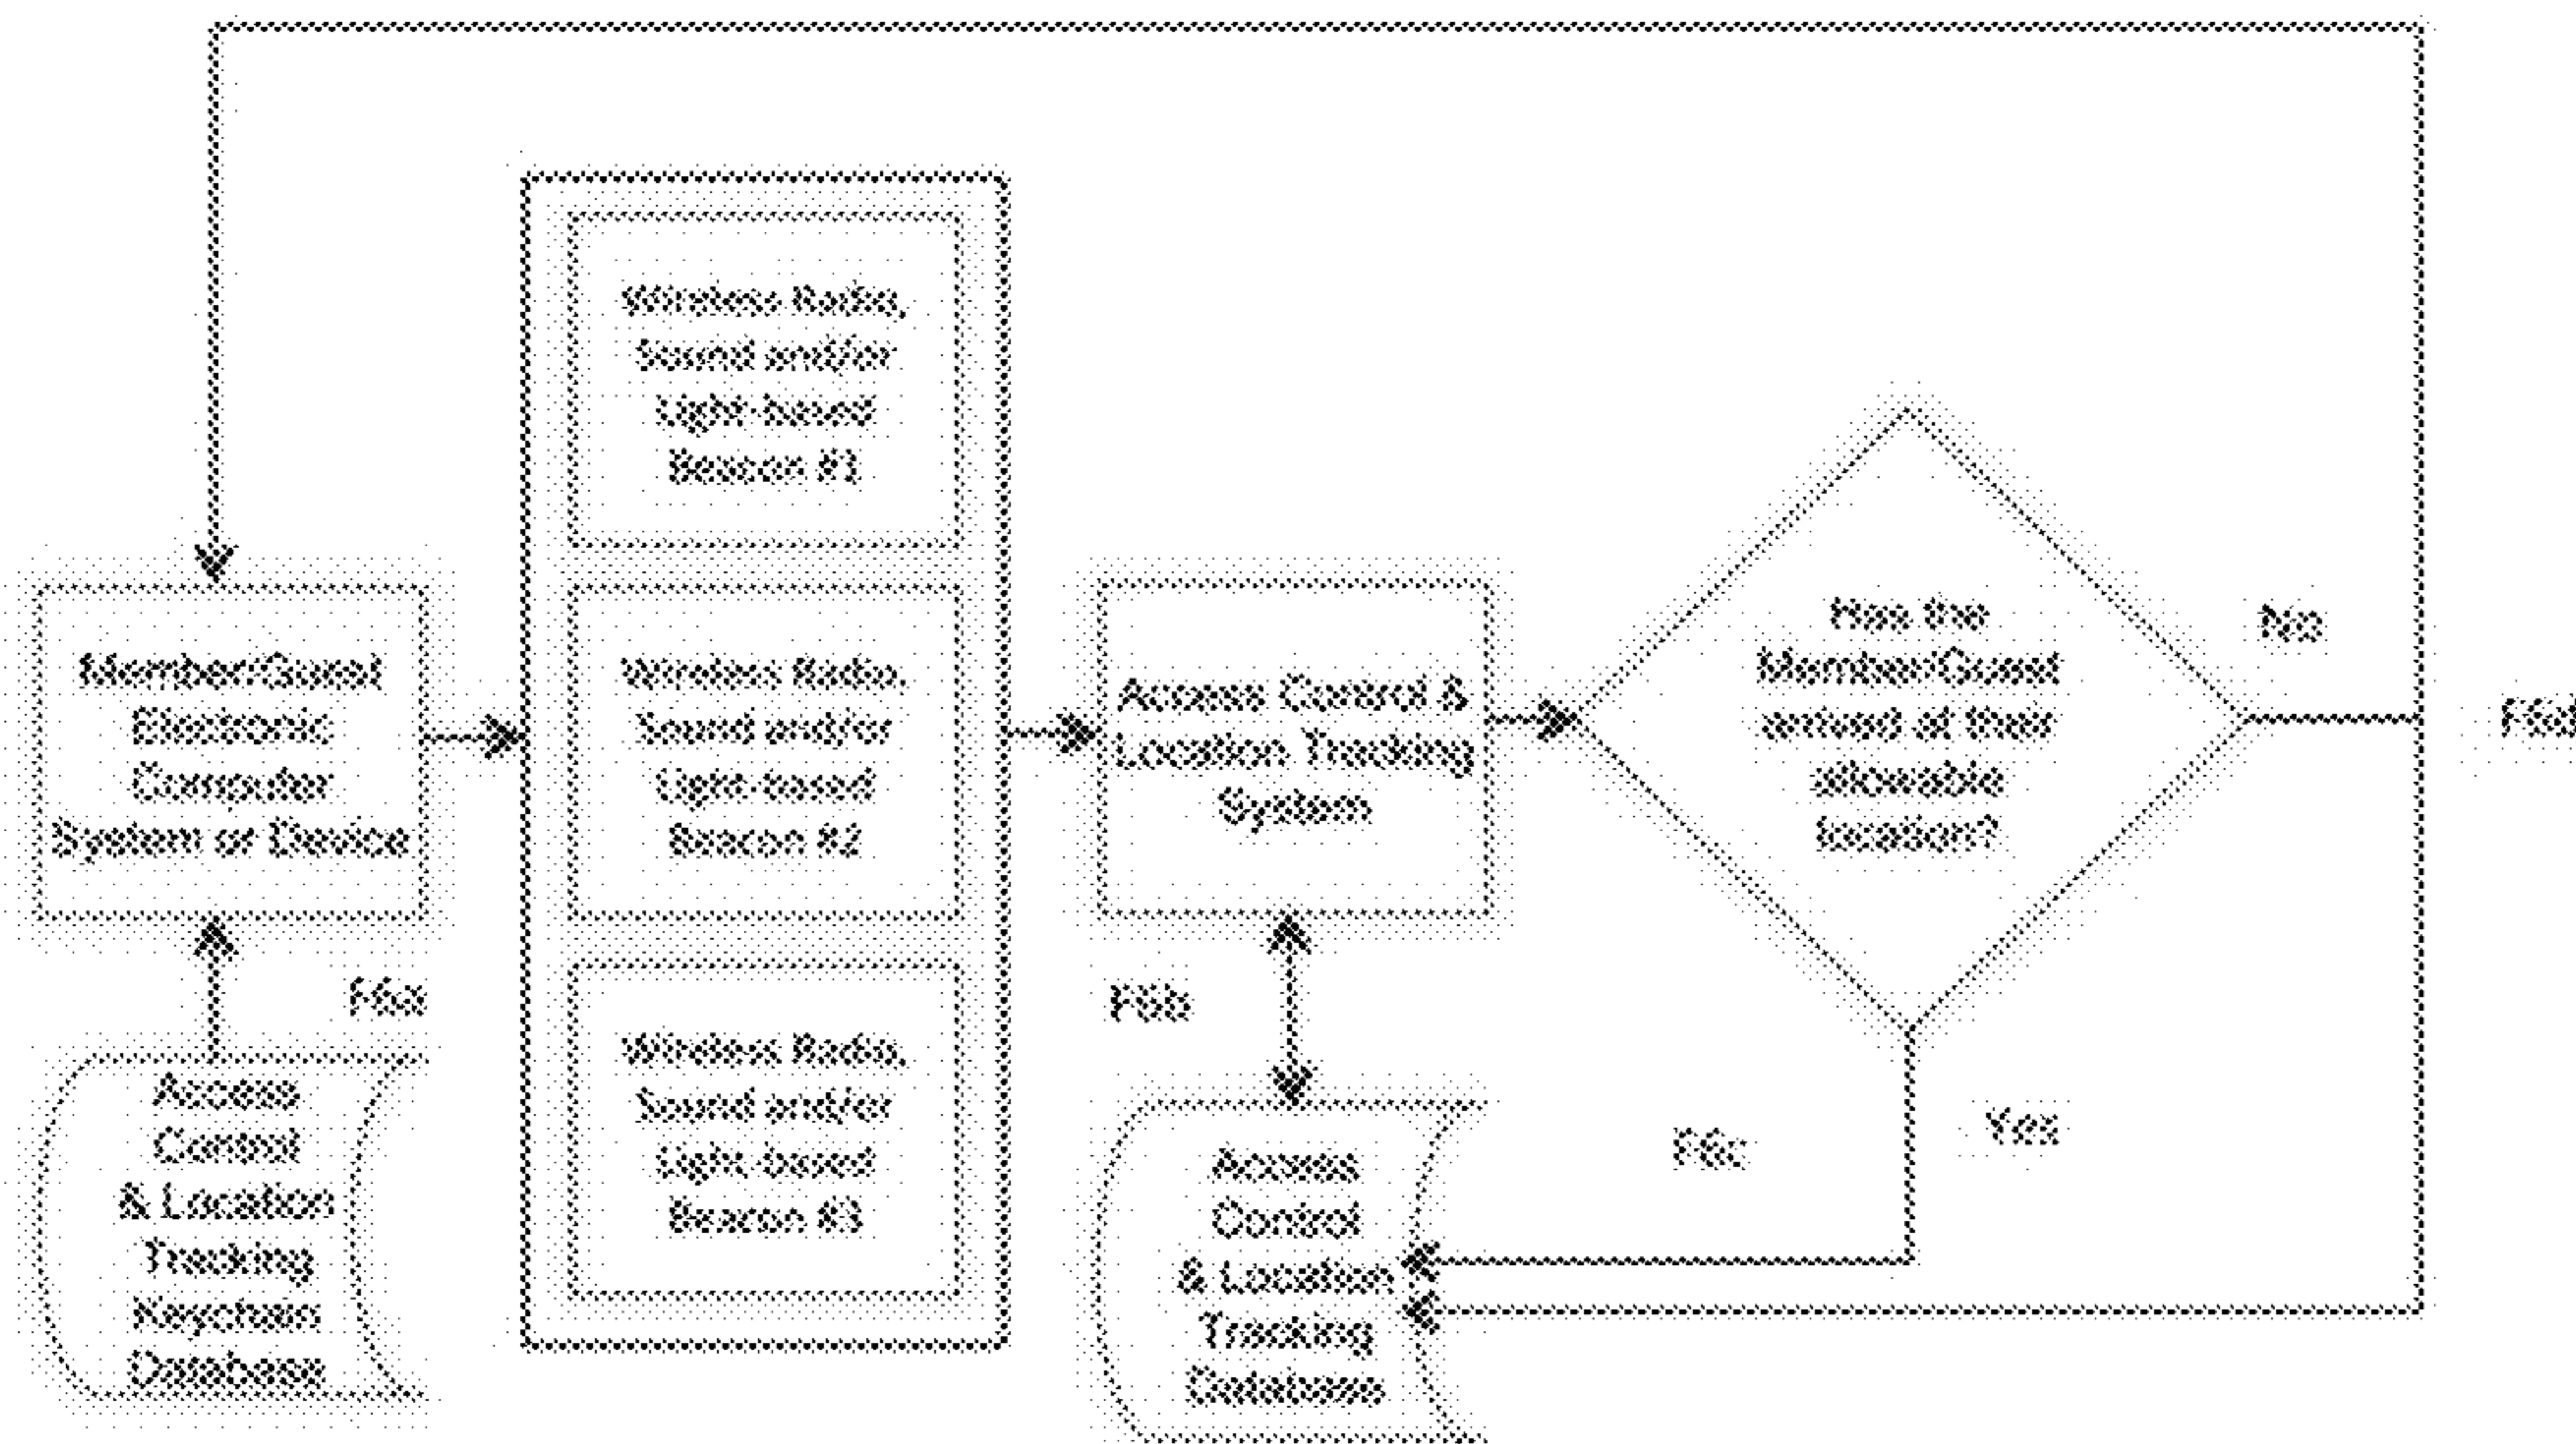 Wireless Radio,
Sound and/or
Light-based
Beacon #1
Member/Guest
Electronic
Computer
System or Device
Wireless Radio,
Sound and/or
Light-based
Beacon #2
Access Control &
Location Tracking
System
Has the
Member/Guest
arrived at their
allowable
location?
No
F6d
F6a
F6b
Access
Control
& Location
Tracking
Keychain
Database
Wireless Radio,
Sound and/or
Light-based
Beacon #3
Access
Control
& Location
Tracking
Database
F6c
Yes